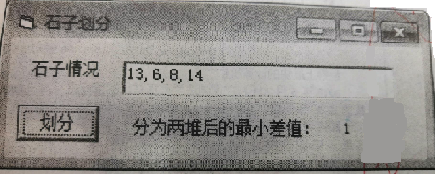 石子划分
石子情况
13,6,8,14
划分
分为两堆后的最小差值： 1